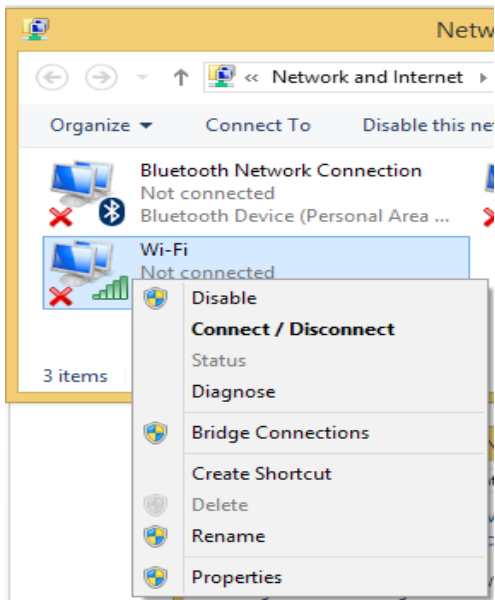 Netw
« Network and Internet
Organize Connect To Disable this ne
Bluetooth Network Connection
Not connected
Bluetooth Device (Personal Area ...
Wi-Fi
Not connected
Disable
Connect / Disconnect
Status
3 items
Diagnose
Bridge Connections
Create Shortcut
Delete
Rename
Properties